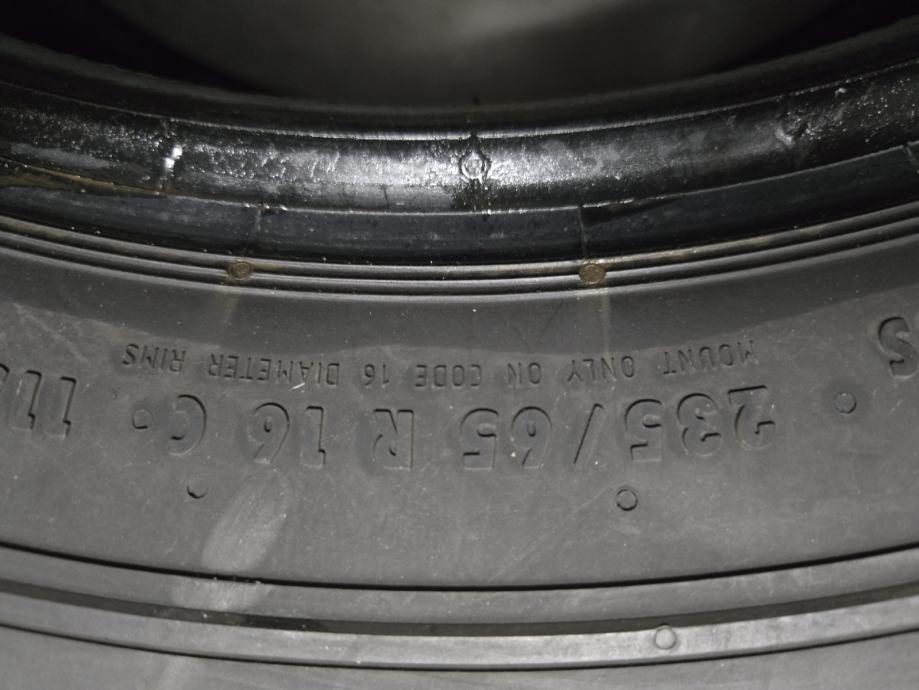 235/65 R 16 C
MOUNT ONLY ON CODE 16 DIAMETER RIMS